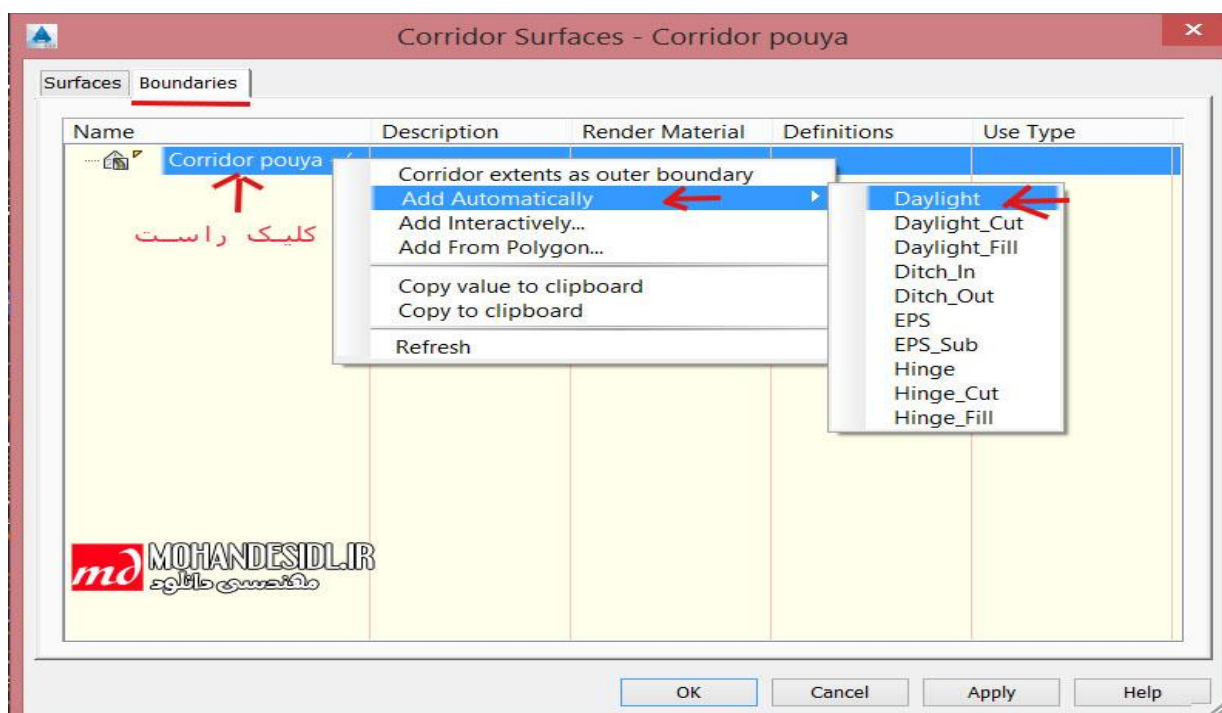 Corridor Surfaces - Corridor pouya
Surfaces
Boundaries
Name Description Render Material Definitions Use Type
Corridor pouya -
کلیک راست
Corridor extents as outer boundary
Add Automatically
Add Interactively...
Add From Polygon...
Copy value to clipboard
Copy to clipboard
Refresh
Daylight
Daylight_Cut
Daylight_Fill
Ditch_In
Ditch_Out
EPS
EPS_Sub
Hinge
Hinge_Cut
Hinge_Fill
md
MOHANDESIDL.IR
مهندسی دانلود
OK Cancel Apply Help